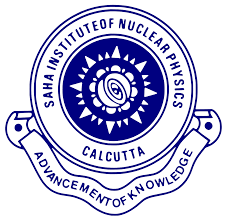 SAHA INSTITUTE OF NUCLEAR PHYSICS
CALCUTTA
ADVANCEMENT OF KNOWLEDGE